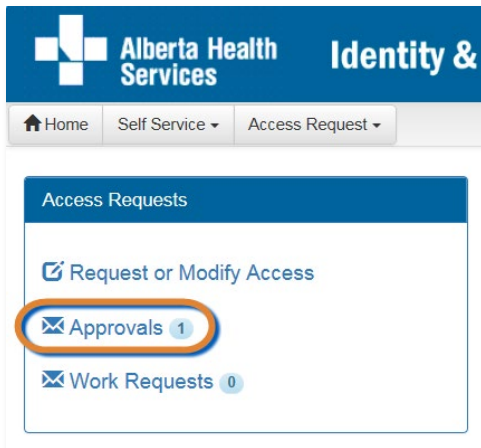 Alberta Health
Services
Identity &
Home Self Service Access Request
Access Requests
Request or Modify Access
Approvals 1
Work Requests 0